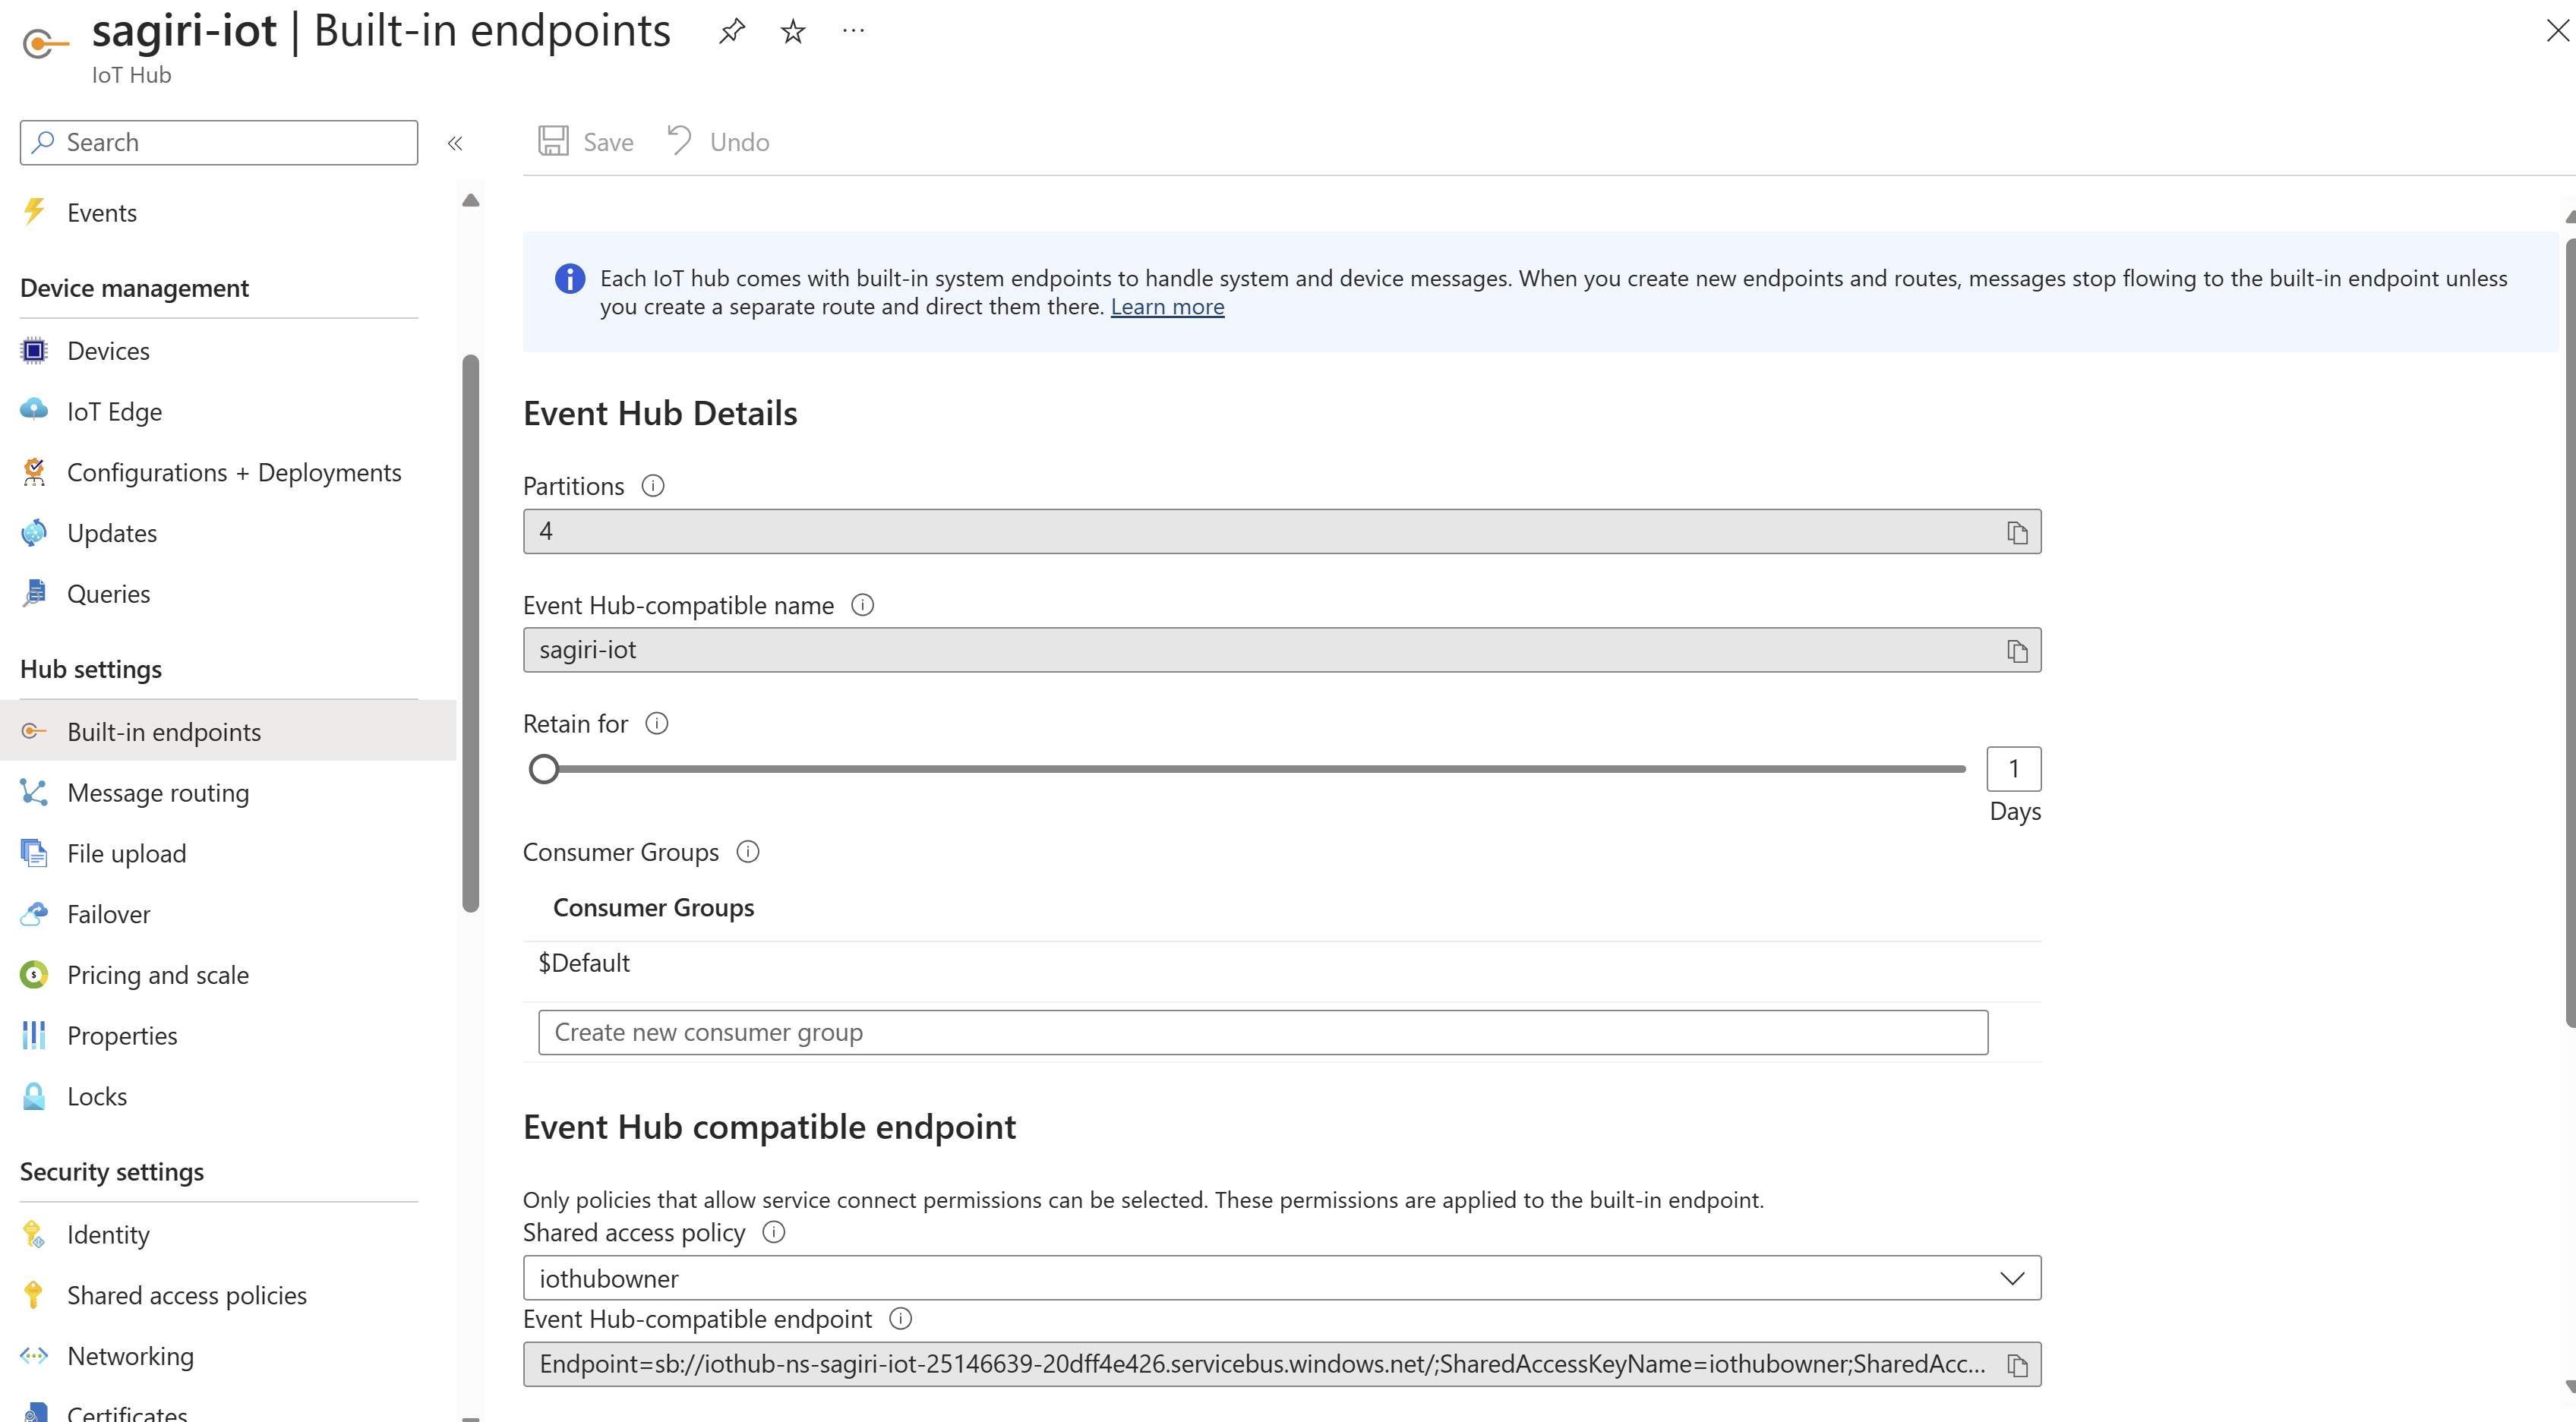 sagiri-iot | Built-in endpoints
IoT Hub
Search
Save
Undo
Events
Device management
Devices
IoT Edge
Configurations + Deployments
Updates
Queries
Hub settings
Built-in endpoints
Message routing
File upload
Failover
Pricing and scale
Properties
Locks
Security settings
Identity
Shared access policies
Networking
Certificates
Each IoT hub comes with built-in system endpoints to handle system and device messages. When you create new endpoints and routes, messages stop flowing to the built-in endpoint unless
you create a separate route and direct them there. Learn more
Event Hub Details
Partitions
4
Event Hub-compatible name
sagiri-iot
Retain for
1
Days
Consumer Groups
Consumer Groups
$Default
Create new consumer group
Event Hub compatible endpoint
Only policies that allow service connect permissions can be selected. These permissions are applied to the built-in endpoint.
Shared access policy
iothubowner
Event Hub-compatible endpoint
Endpoint=sb://iothub-ns-sagiri-iot-25146639-20dff4e426.servicebus.windows.net/;SharedAccessKeyName=iothubowner;SharedAcc...